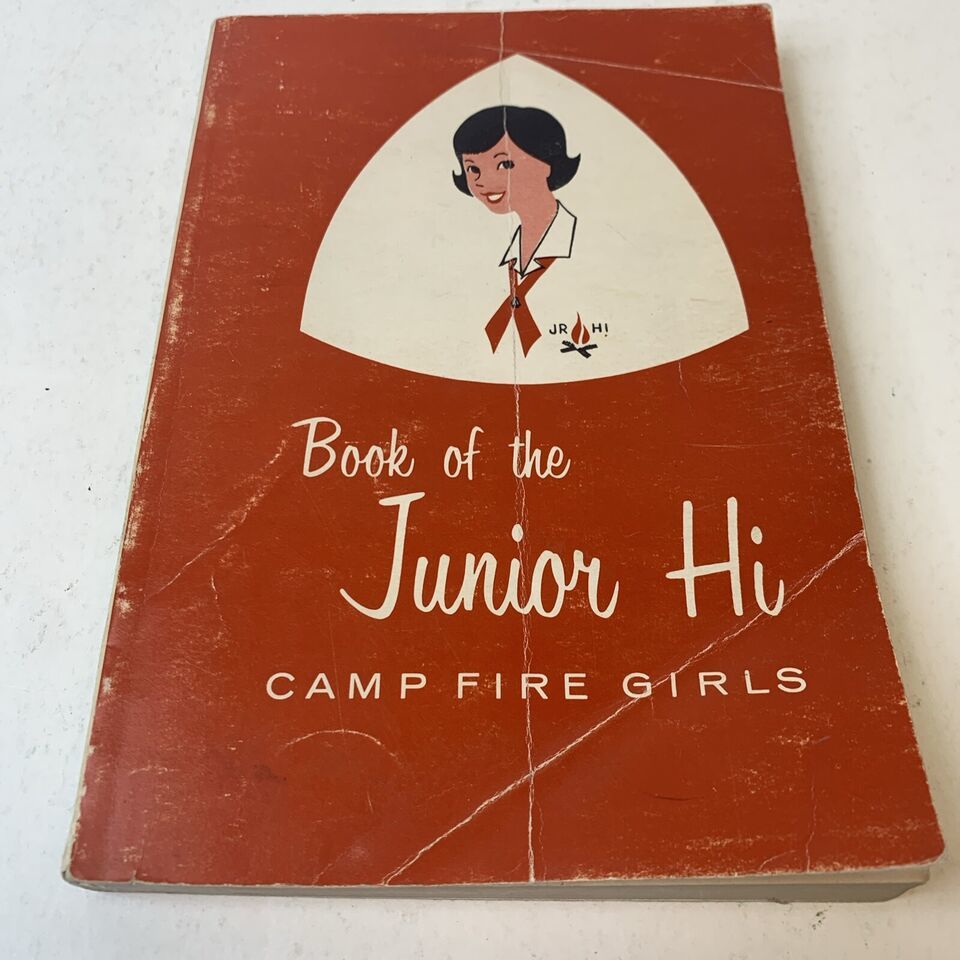 JR HI
Book of the
Junior Hi
CAMP FIRE GIRLS